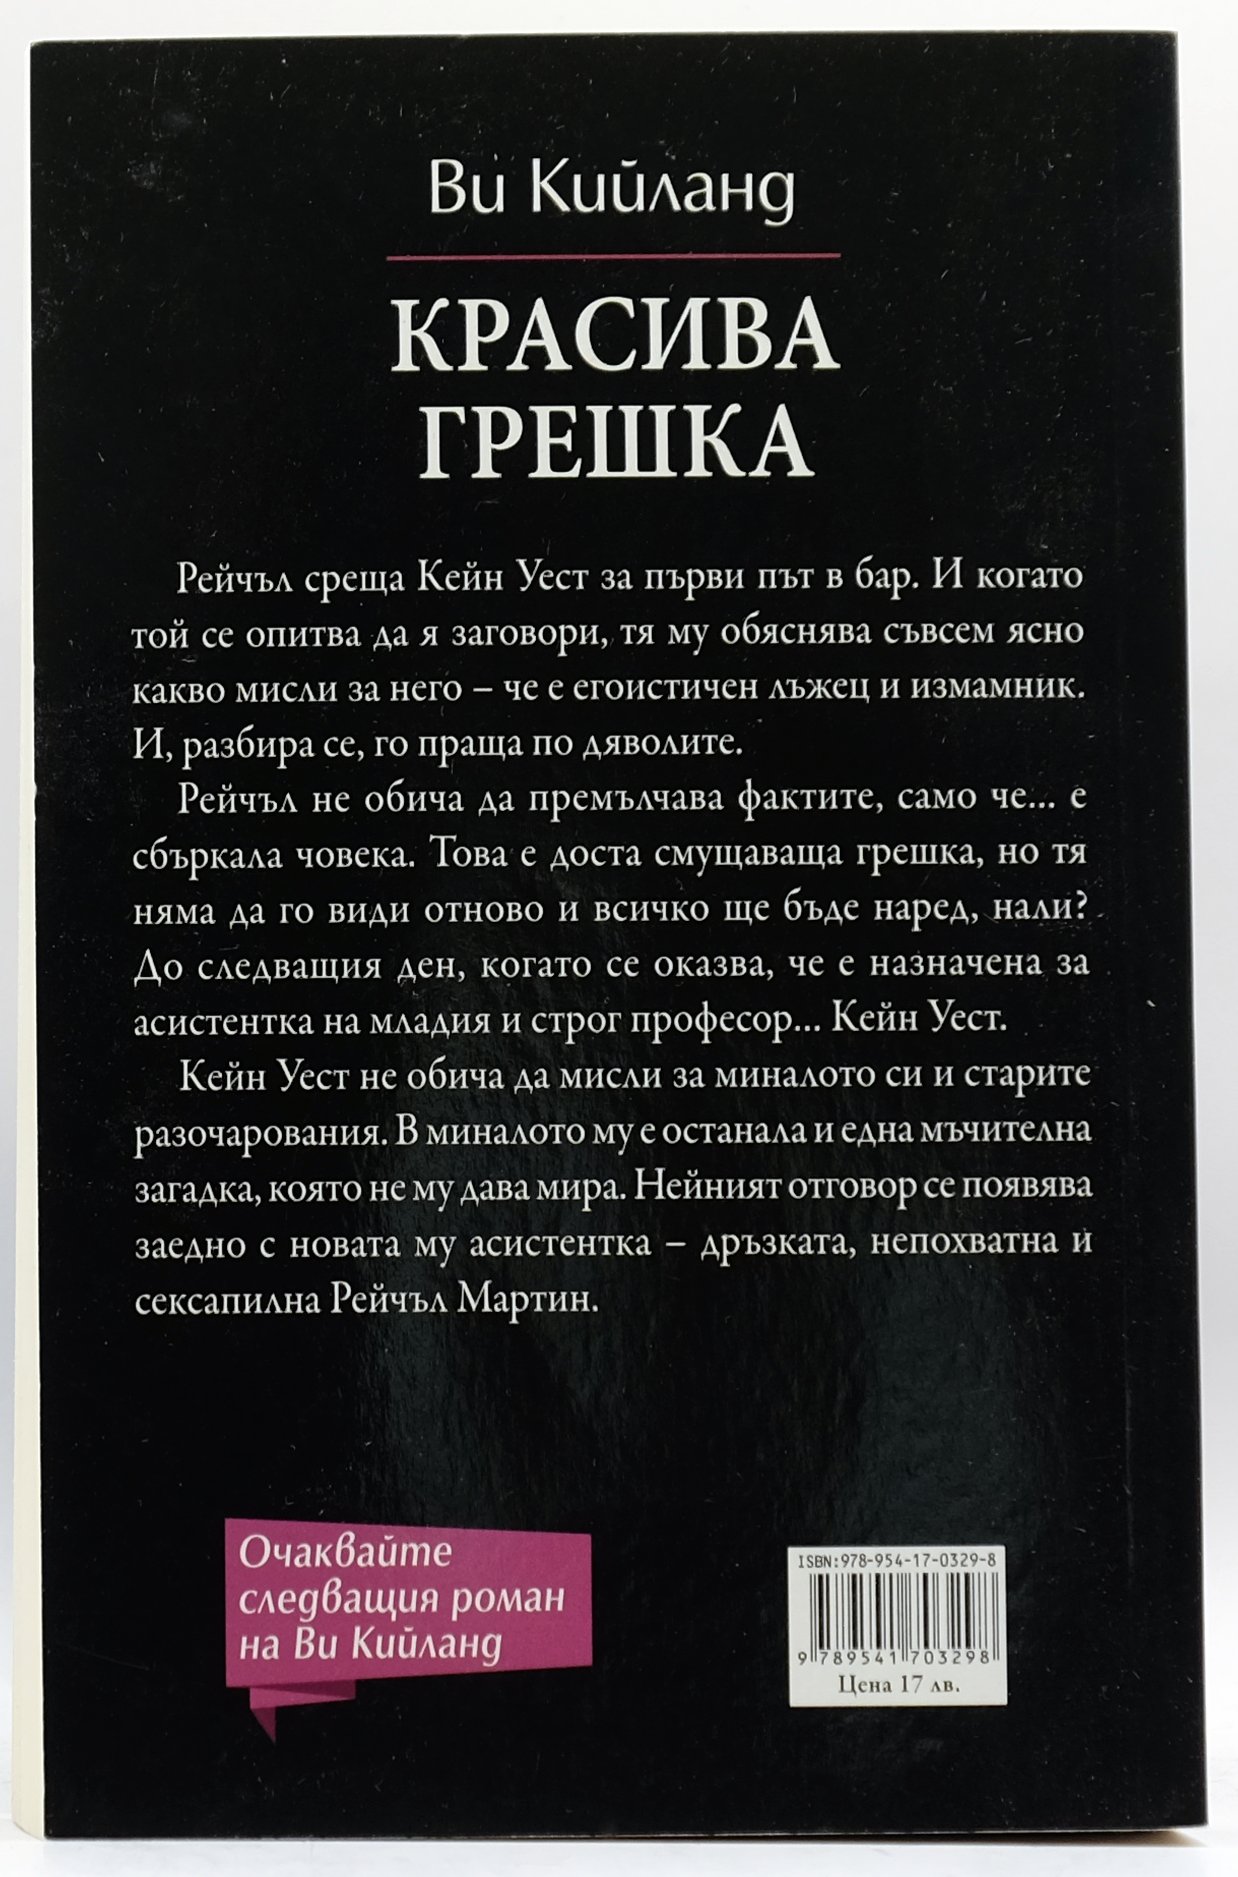 Ви Кийланд
КРАСИВА
ГРЕШКА
Рейчъл среща Кейн Уест за първи път в бар. И когато
той се опитва да я заговори, тя му обяснява съвсем ясно
какво мисли за него – че е егоистичен лъжец и измамник.
И, разбира се, го праща по дяволите.
Рейчъл не обича да премълчава фактите, само че... е
сбъркала човека. Това е доста смущаваща грешка, но тя
няма да го види отново и всичко ще бъде наред, нали?
До следващия ден, когато се оказва, че е назначена за
асистентка на младия и строг професор... Кейн Уест.
Кейн Уест не обича да мисли за миналото си и старите
разочарования. В миналото му е останала и една мъчителна
загадка, която не му дава мира. Нейният отговор се появява
заедно с новата му асистентка – дръзката, непохватна и
сексапилна Рейчъл Мартин.
Очаквайте
следващия роман
на Ви Кийланд
ISBN:978-954-17-0329-8
9 789541 703298
Цена 17 лв.